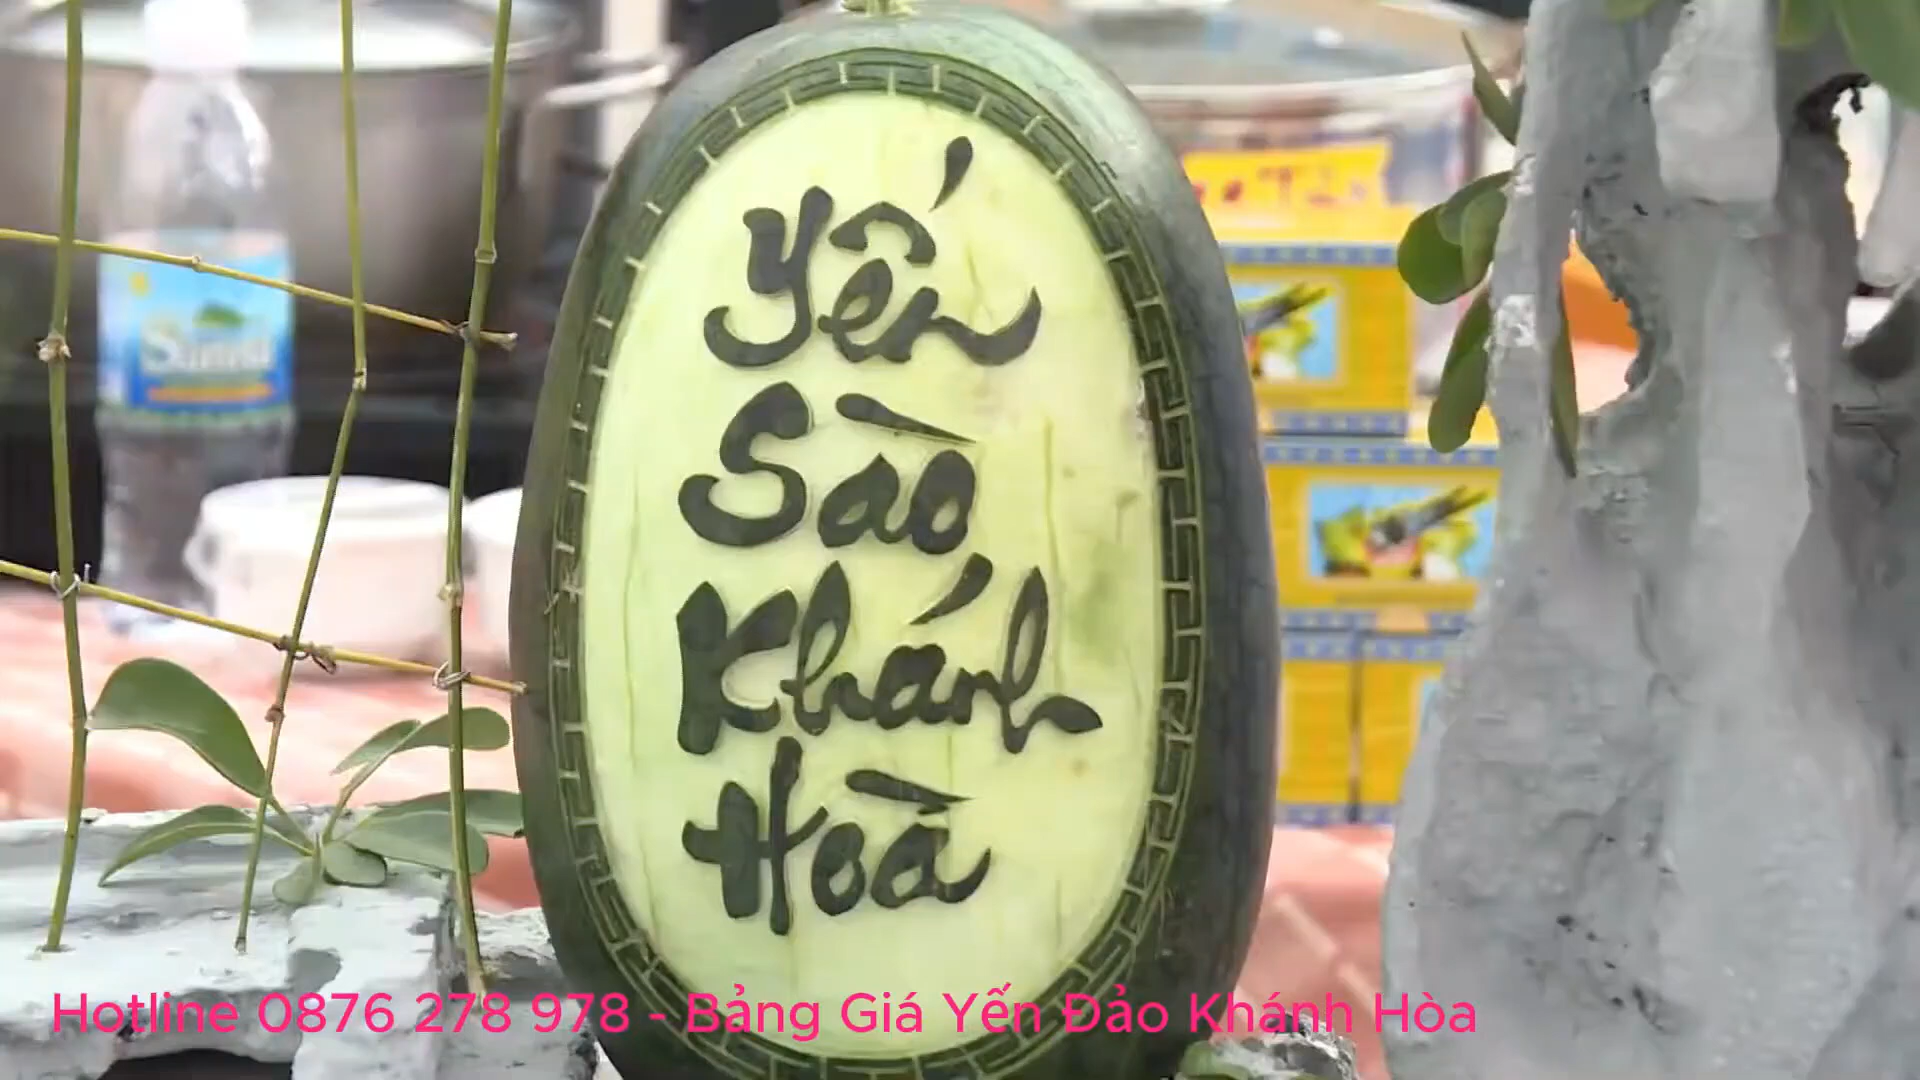 Yến
Sào
Khánh
Hoà
Hotline 0876 278 978 - Bảng Giá Yến Đảo Khánh Hòa